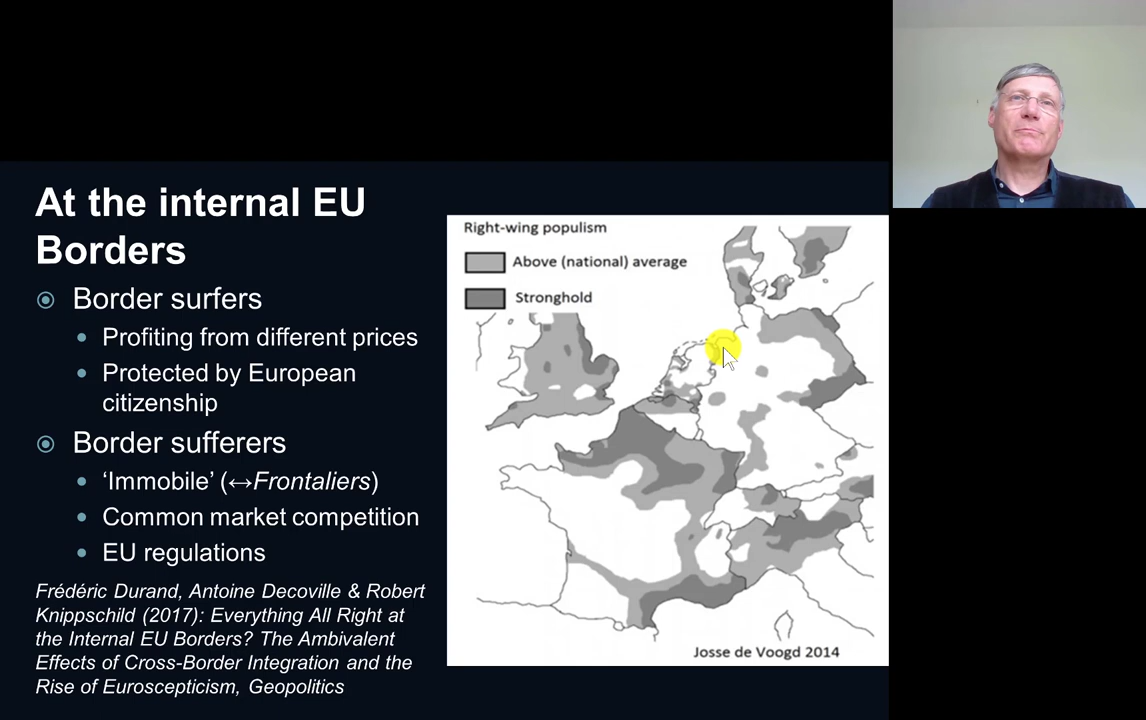 At the internal EU
Borders
Border surfers
Profiting from different prices
Protected by European
citizenship
Border sufferers
‘Immobile’ (↔Frontaliers)
Common market competition
EU regulations
Frédéric Durand, Antoine Decoville & Robert
Knippschild (2017): Everything All Right at
the Internal EU Borders? The Ambivalent
Effects of Cross-Border Integration and the
Rise of Euroscepticism, Geopolitics
Right-wing populism
Above (national) average
Stronghold
Josse de Voogd 2014